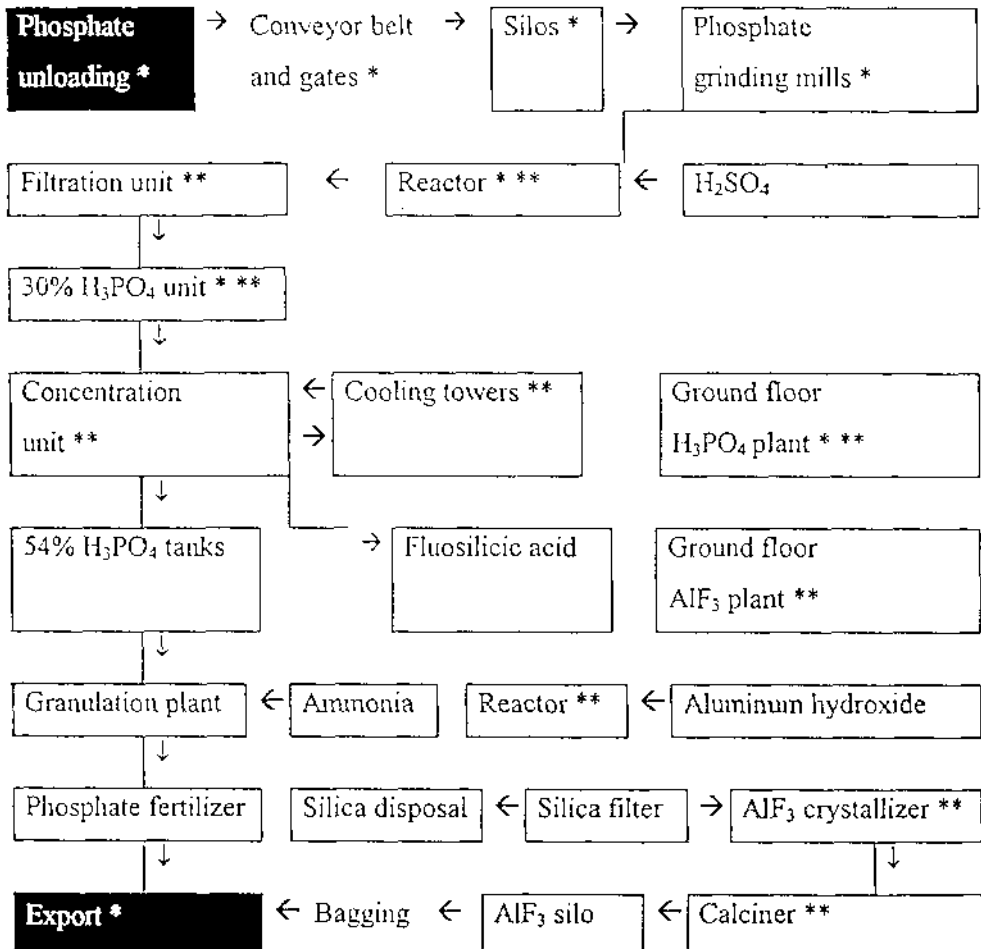 Phosphate
unloading *
→ Conveyor belt
and gates *
→ Silos *
→ Phosphate
grinding mills *
Filtration unit **
← Reactor * **
← H₂SO₄
↓
30% H₃PO₄ unit * **
↓
Concentration
unit **
← Cooling towers **
→
Ground floor
H₃PO₄ plant * **
↓
54% H₃PO₄ tanks
→ Fluosilicic acid
Ground floor
AlF₃ plant **
↓
Granulation plant
← Ammonia
Reactor **
← Aluminum hydroxide
↓
Phosphate fertilizer
Silica disposal
← Silica filter
→ AlF₃ crystallizer **
↓
↓
Export *
← Bagging
← AlF₃ silo
← Calciner **